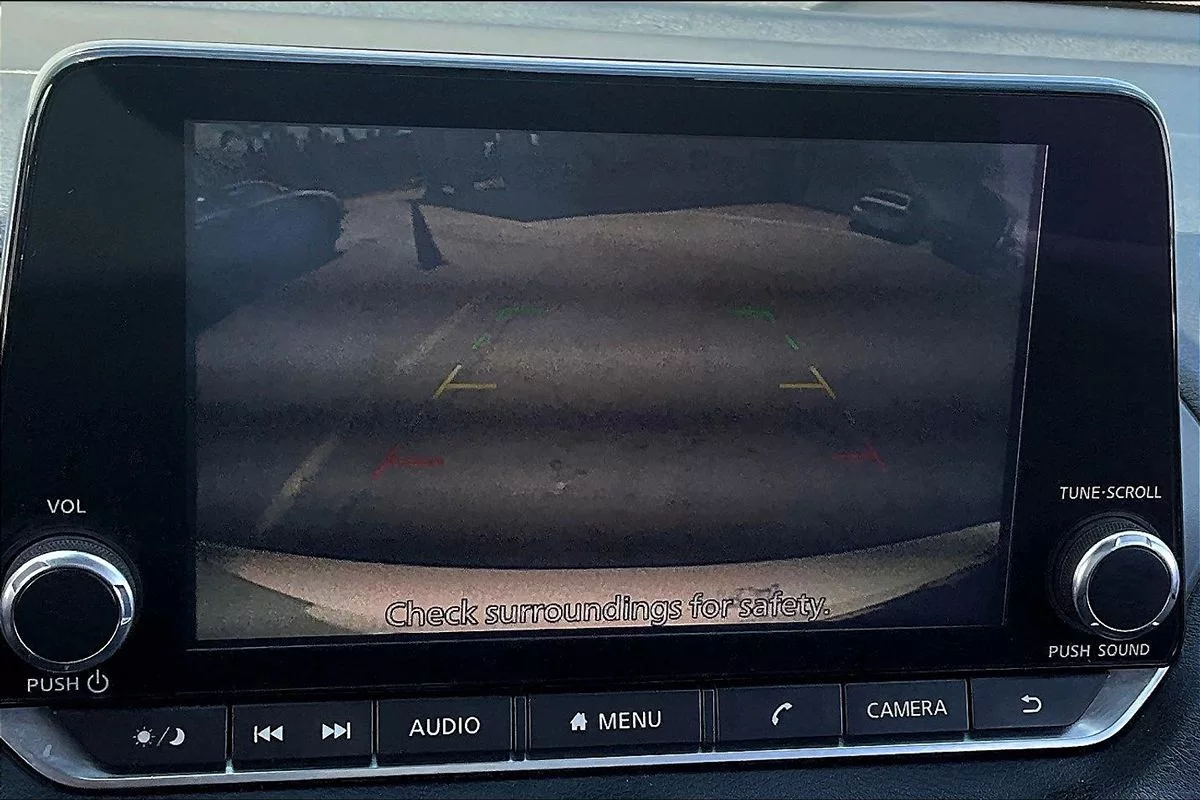 Check surroundings for safety.
VOL
TUNE·SCROLL
PUSH
PUSH SOUND
AUDIO
MENU
CAMERA